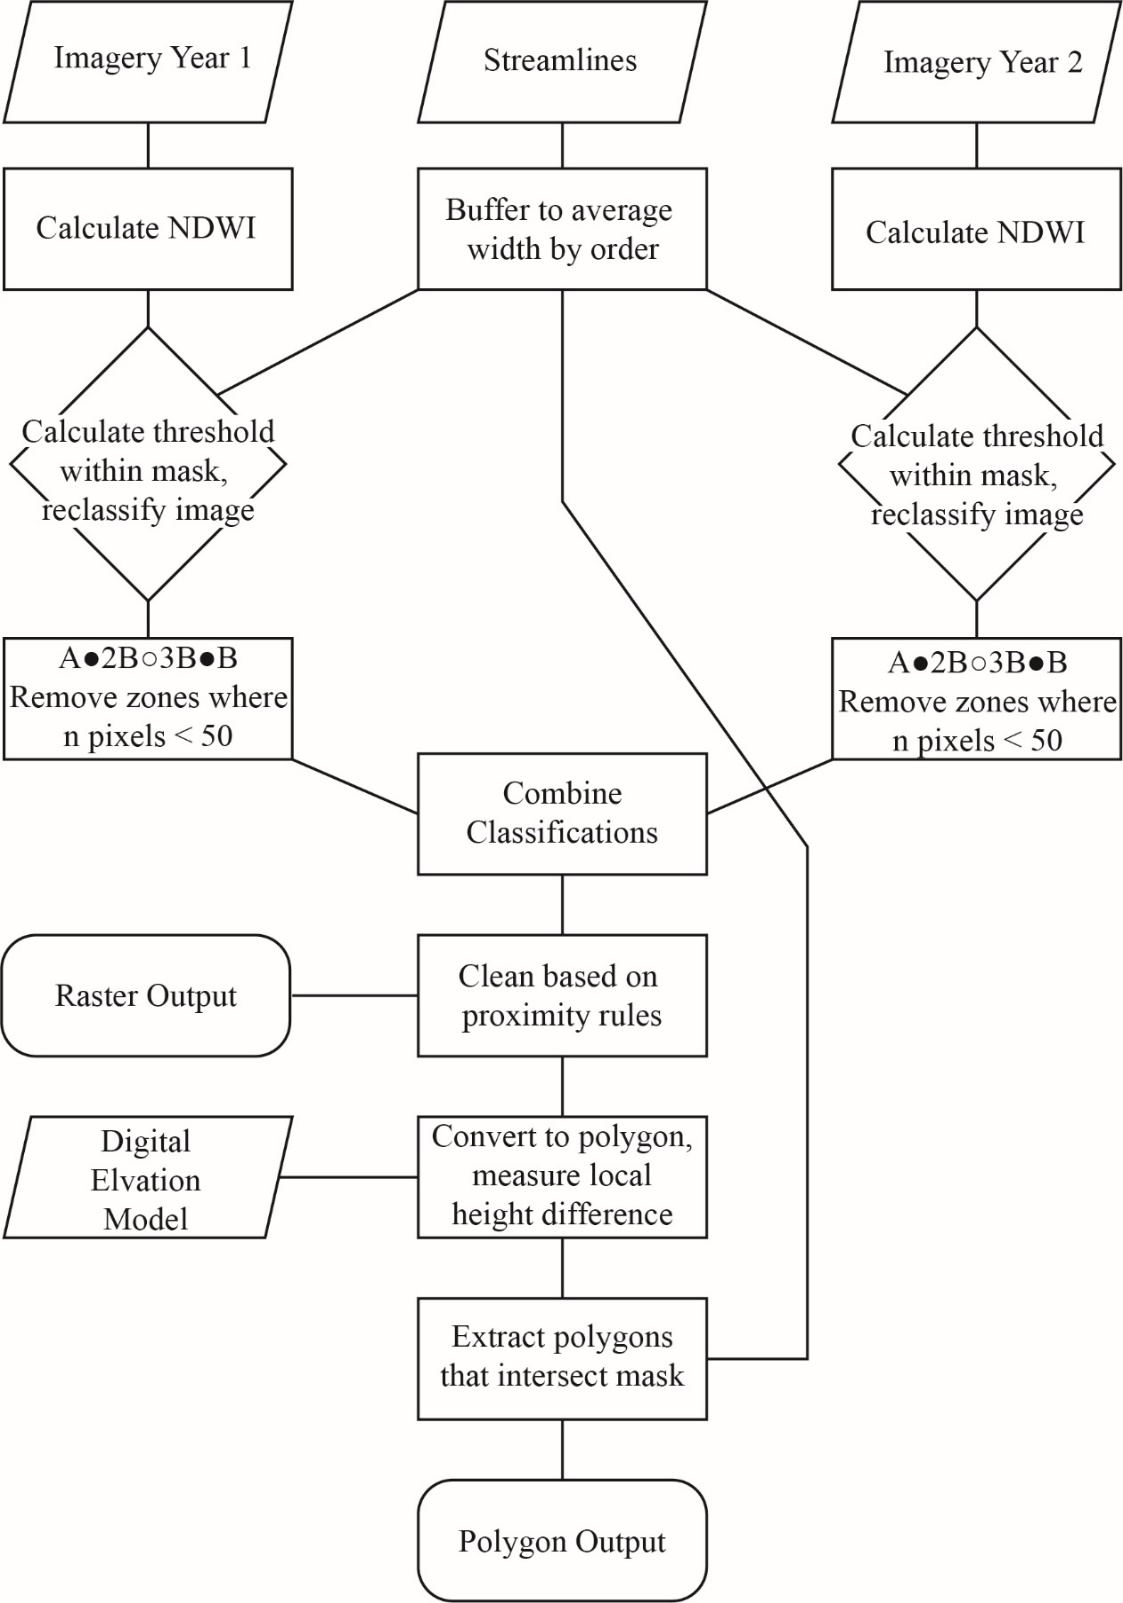 Imagery Year 1
Streamlines
Imagery Year 2
Calculate NDWI
Buffer to average
width by order
Calculate NDWI
Calculate threshold
within mask,
reclassify image
Calculate threshold
within mask,
reclassify image
A●2B○3B●B
Remove zones where
n pixels < 50
A●2B○3B●B
Remove zones where
n pixels < 50
Combine
Classifications
Raster Output
Clean based on
proximity rules
Digital
Elvation
Model
Convert to polygon,
measure local
height difference
Extract polygons
that intersect mask
Polygon Output